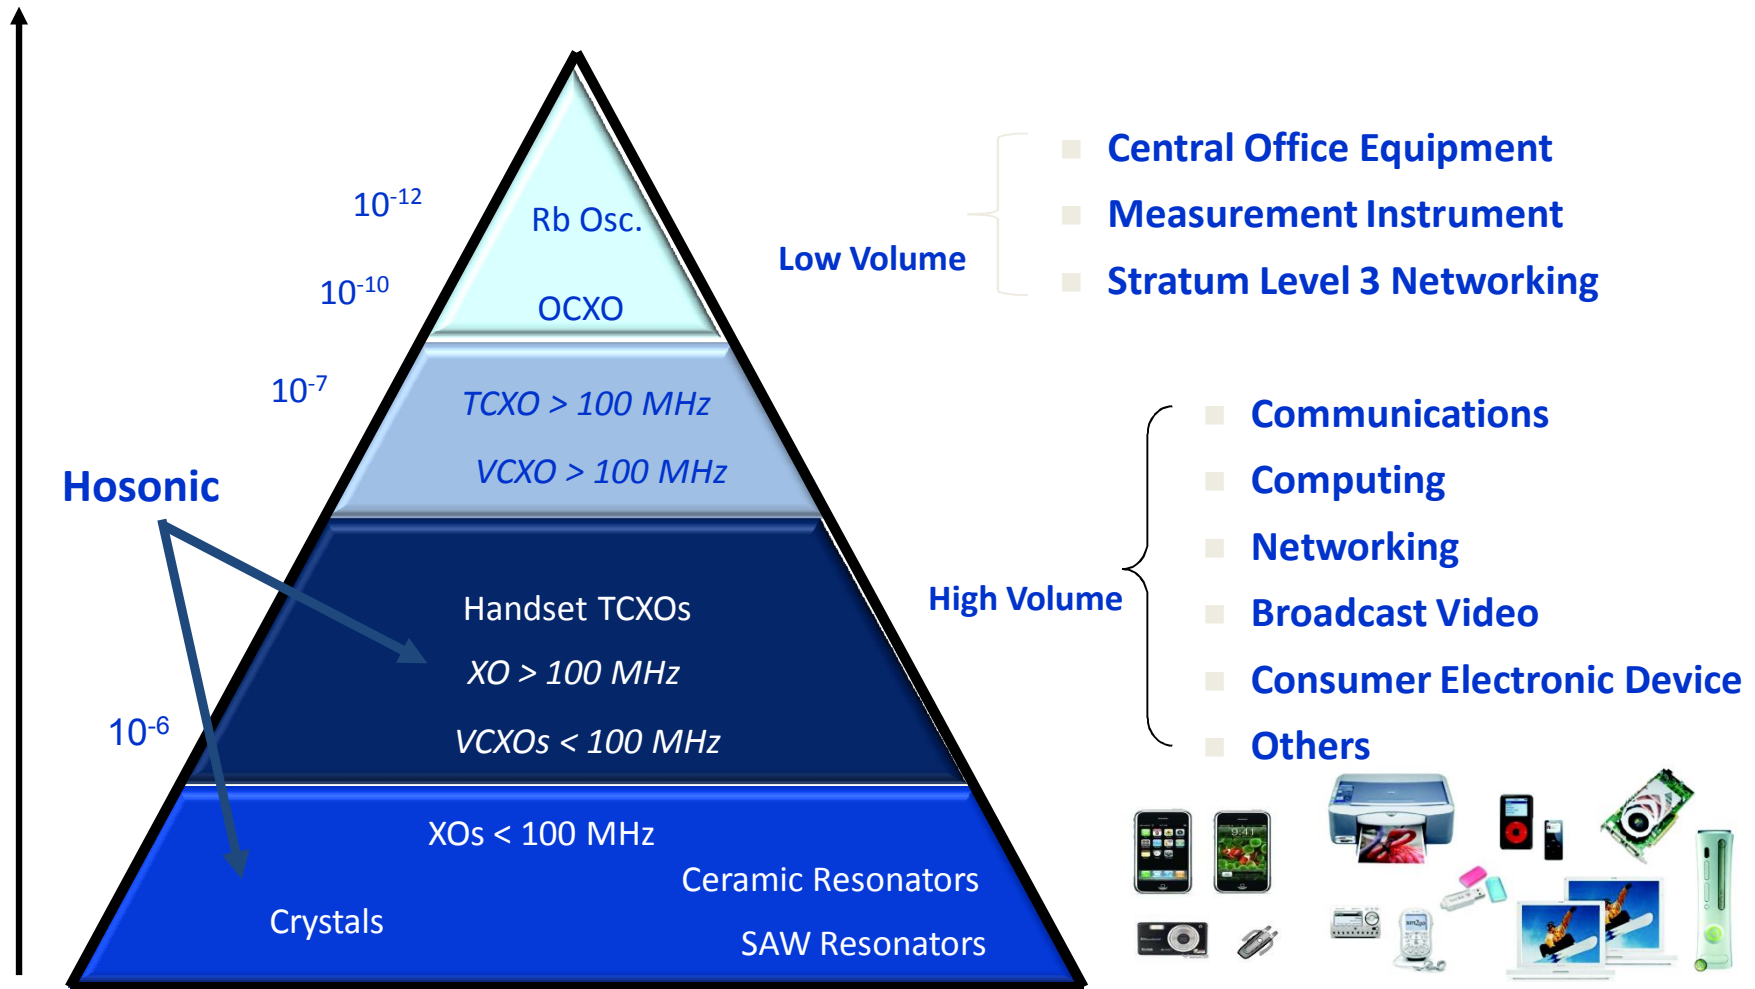 10-12
Rb Osc.
10-10
OCXO
10-7
TCXO > 100 MHz
VCXO > 100 MHz
Hosonic
Handset TCXOs
XO > 100 MHz
10-6
VCXOs < 100 MHz
XOs < 100 MHz
Ceramic Resonators
Crystals
SAW Resonators
Low Volume
Central Office Equipment
Measurement Instrument
Stratum Level 3 Networking
High Volume
Communications
Computing
Networking
Broadcast Video
Consumer Electronic Device
Others
9:41